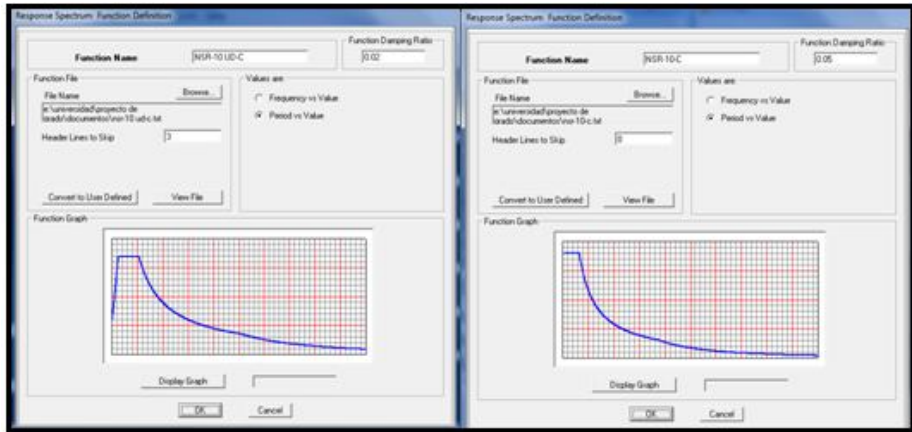 Response Spectrum Function Definition
Function Name
NSR-10 UD-C
Function Damping Ratio
0.02
Function File
File Name
Browse...
e:\universidad\proyecto de
Header Lines to Skip
3
Convert to User Defined
View File
Values are:
Frequency vs Value
Period vs Value
Function Graph
Display Graph
OK
Cancel
Response Spectrum Function Definition
Function Name
NSR-10-C
Function Damping Ratio
0.05
Function File
File Name
Browse...
e:\universidad\proyecto de
Header Lines to Skip
0
Convert to User Defined
View File
Values are:
Frequency vs Value
Period vs Value
Function Graph
Display Graph
OK
Cancel